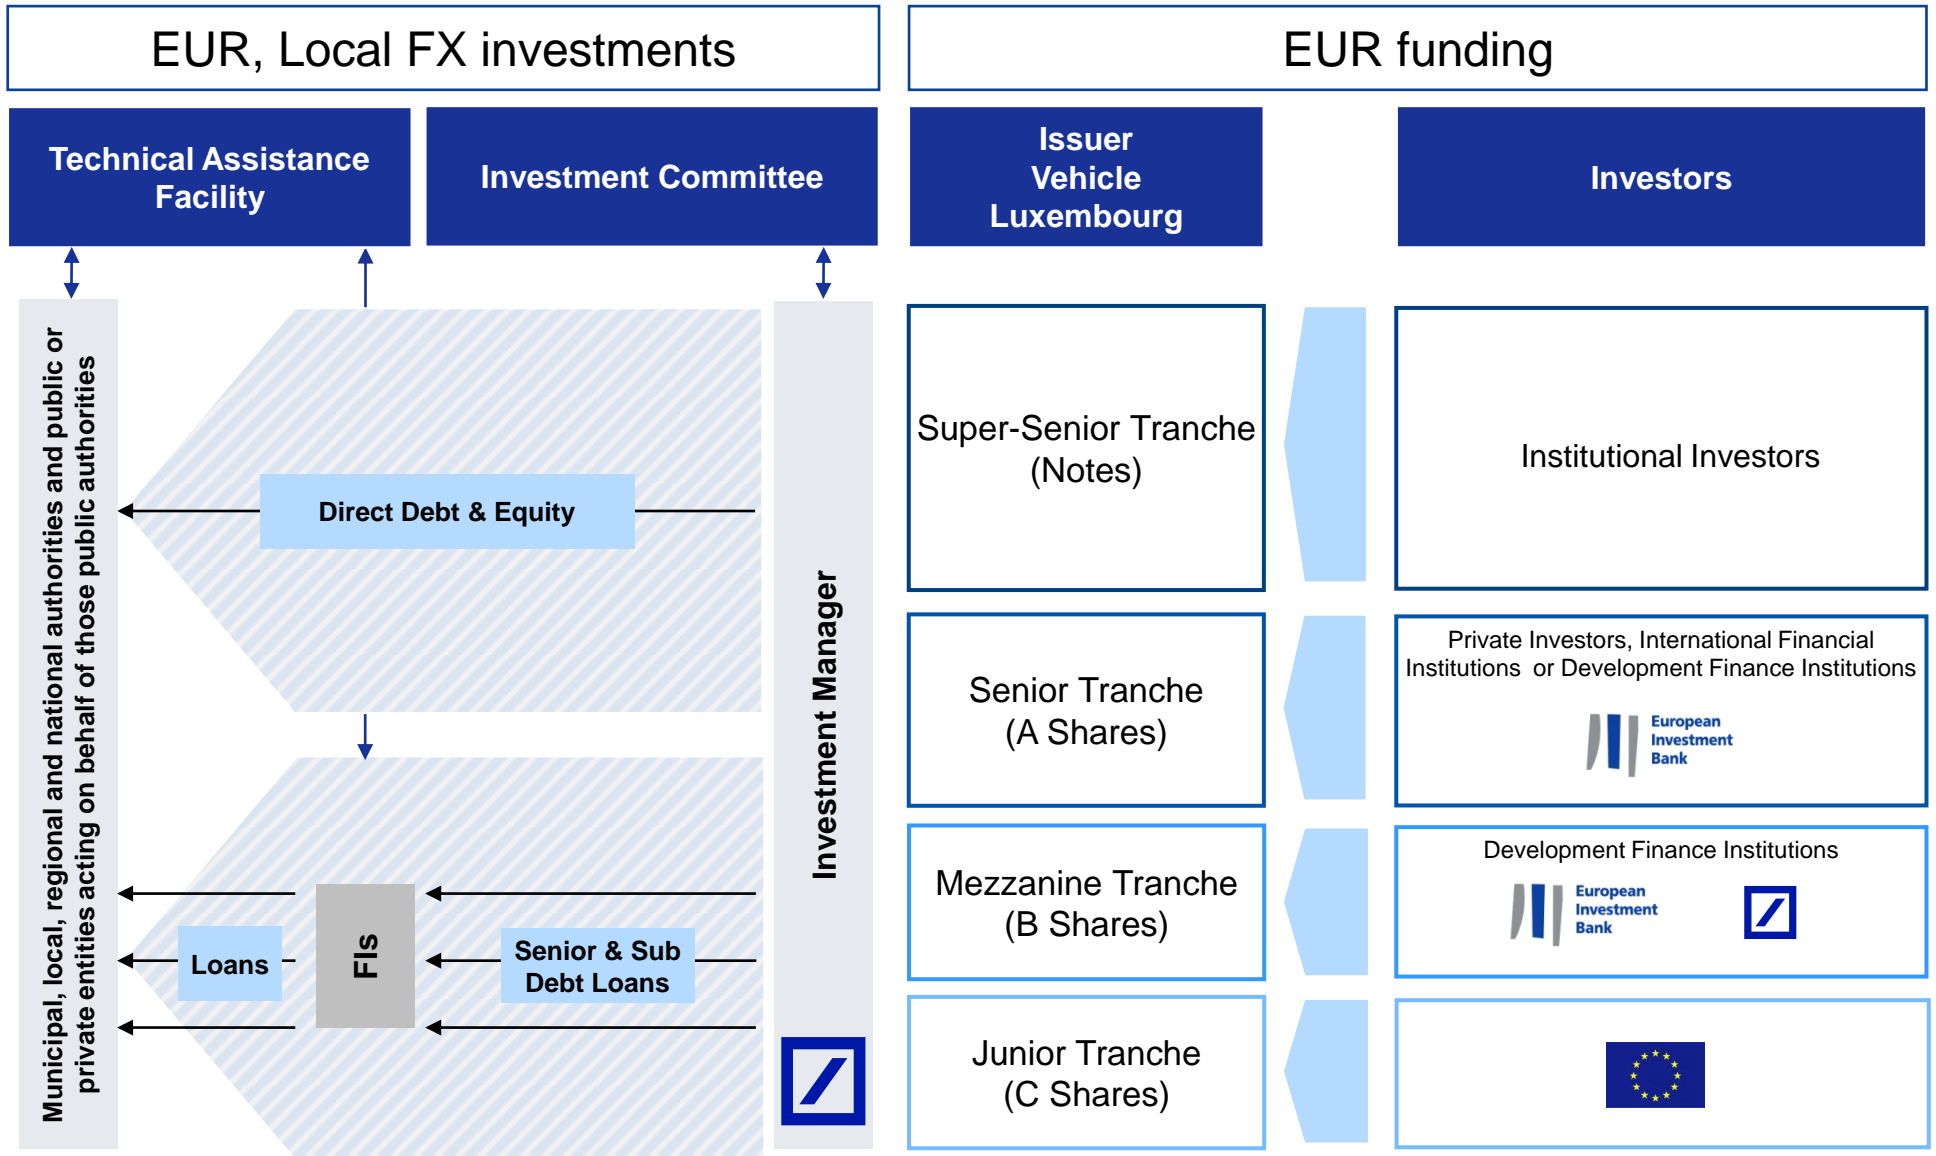 EUR, Local FX investments
EUR funding
Technical Assistance
Facility
Investment Committee
Issuer
Vehicle
Luxembourg
Investors
Municipal, local, regional and national authorities and public or
private entities acting on behalf of those public authorities
Direct Debt & Equity
Loans
FIs
Senior & Sub
Debt Loans
Investment Manager
Super-Senior Tranche
(Notes)
Institutional Investors
Senior Tranche
(A Shares)
Private Investors, International Financial
Institutions or Development Finance Institutions
European
Investment
Bank
Mezzanine Tranche
(B Shares)
Development Finance Institutions
European
Investment
Bank
Junior Tranche
(C Shares)